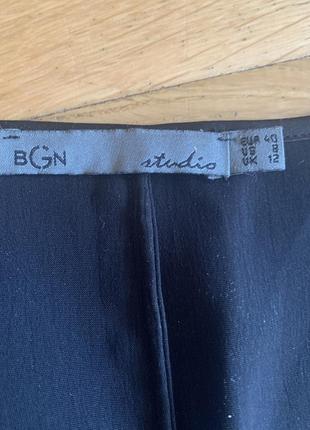 BGN studio
EUR 40
US 8
UK 12